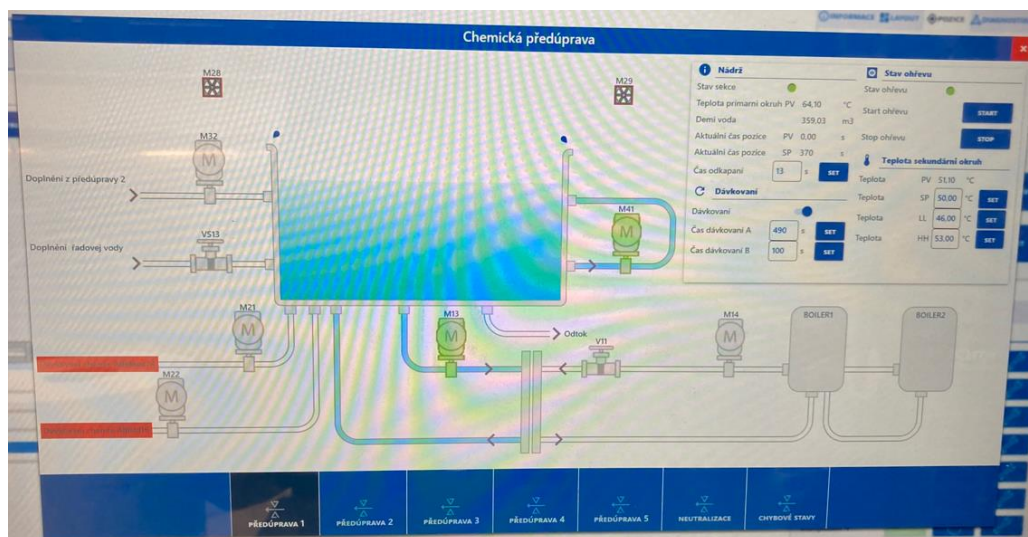 INFORMACE LAYOUT POZICE
Chemická předúprava
M28
M29
M32
Doplnění z předúpravy 2
VS13
Doplnění řadovej vody
M41
M21
M22
M13
Odtok
V11
M14
BOILER1
BOILER2
Nádrž
Stav sekce
Teplota primarní okruh PV 64,10 °C
Demi voda 359.03 m3
Aktuální čas pozice PV 0.00 s
Aktuální čas pozice SP 370 s
Čas odkapaní 13 s SET
Dávkovaní
Dávkovaní
Čas dávkovaní A 490 s SET
Čas dávkovaní B 100 s SET
Stav ohřevu
Stav ohřevu
Start ohřevu START
Stop ohřevu STOP
Teplota sekundární okruh
Teplota PV 51,10 °C
Teplota SP 50.00 °C SET
Teplota LL 46,00 °C SET
Teplota HH 53.00 °C SET
PŘEDÚPRAVA 1
PŘEDÚPRAVA 2
PŘEDÚPRAVA 3
PŘEDÚPRAVA 4
PŘEDÚPRAVA 5
NEUTRALIZACE
CHYBOVÉ STAVY